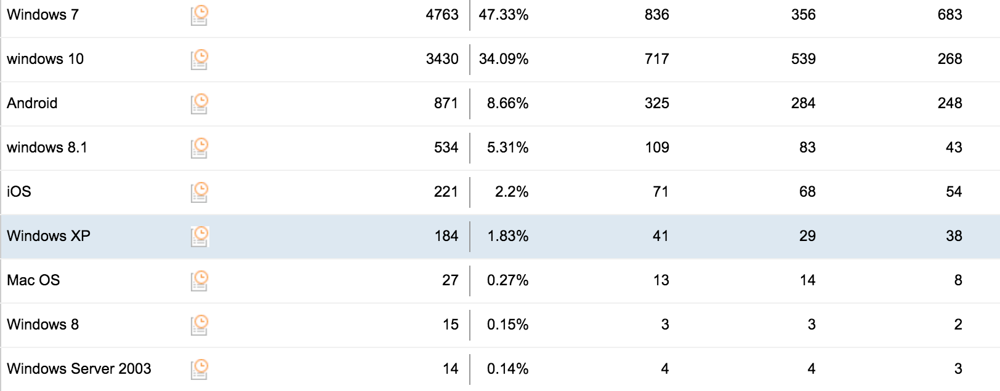 Windows 7 4763 47.33% 836 356 683
windows 10 3430 34.09% 717 539 268
Android 871 8.66% 325 284 248
windows 8.1 534 5.31% 109 83 43
iOS 221 2.2% 71 68 54
Windows XP 184 1.83% 41 29 38
Mac OS 27 0.27% 13 14 8
Windows 8 15 0.15% 3 3 2
Windows Server 2003 14 0.14% 4 4 3